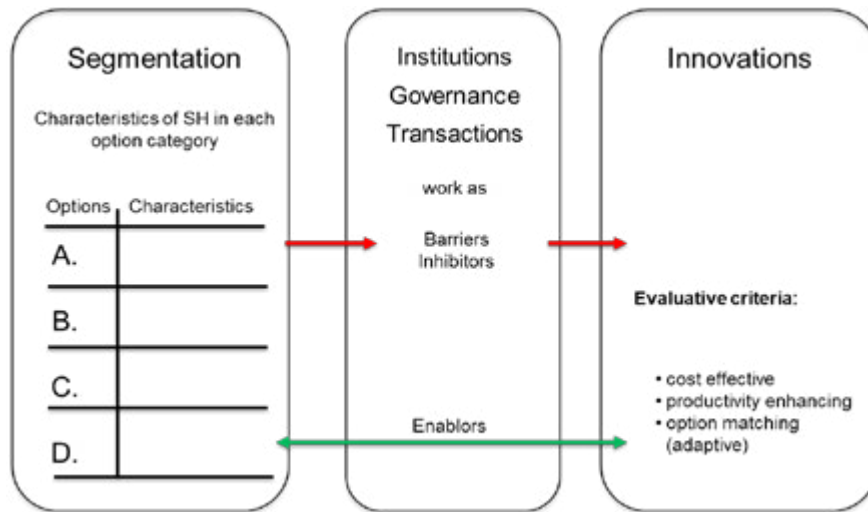 Segmentation
Characteristics of SH in each
option category
Options Characteristics
A.
B.
C.
D.
Institutions
Governance
Transactions
work as
Barriers
Inhibitors
Enablors
Innovations
Evaluative criteria:
• cost effective
• productivity enhancing
• option matching
(adaptive)